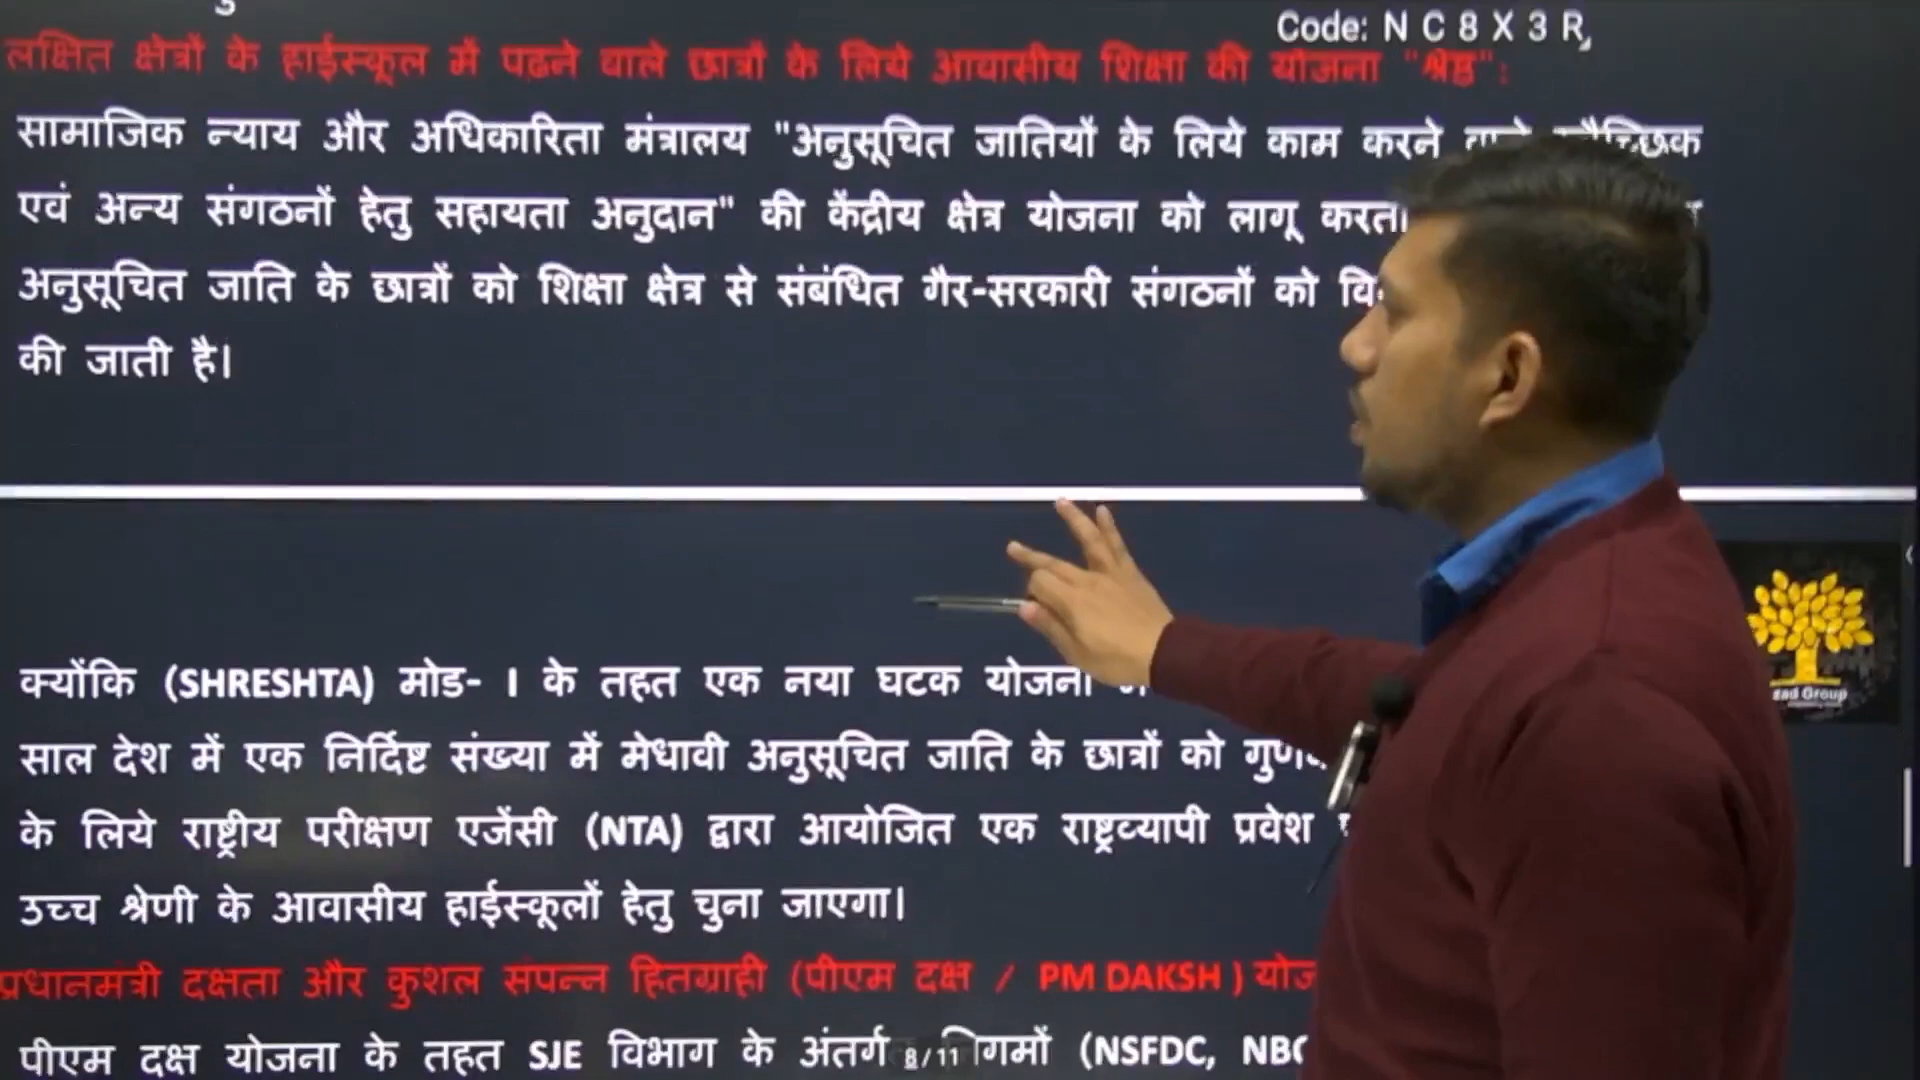 Code: N C 8 X 3 R
लक्षित क्षेत्रों के हाईस्कूल में पढने वाले छात्रों के लिये आवासीय शिक्षा की योजना "श्रेष्ठ":
सामाजिक न्याय और अधिकारिता मंत्रालय "अनुसूचित जातियों के लिये काम करने
एवं अन्य संगठनों हेतु सहायता अनुदान" की केंद्रीय क्षेत्र योजना को लागू करता
अनुसूचित जाति के छात्रों को शिक्षा क्षेत्र से संबंधित गैर-सरकारी संगठनों को
की जाती है।
क्योंकि (SHRESHTA) मोड- I के तहत एक नया घटक योजना
साल देश में एक निर्दिष्ट संख्या में मेधावी अनुसूचित जाति के छात्रों को
के लिये राष्ट्रीय परीक्षण एजेंसी (NTA) द्वारा आयोजित एक राष्ट्रव्यापी प्रवेश
उच्च श्रेणी के आवासीय हाईस्कूलों हेतु चुना जाएगा।
प्रधानमंत्री दक्षता और कुशल संपन्न हितग्राही (पीएम दक्ष / PM DAKSH )
पीएम दक्ष योजना के तहत SJE विभाग के (NSFDC,
8/11
Group